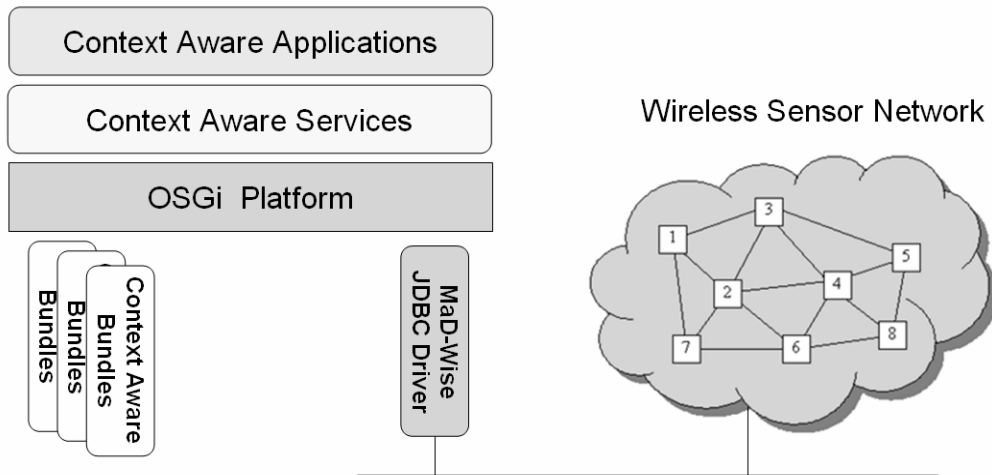 Context Aware Applications
Context Aware Services
OSGi Platform
Wireless Sensor Network
Bundles
Bundles
Context Aware
Bundles
MaD-Wise
JDBC Driver
1
3
5
2
4
7
6
8